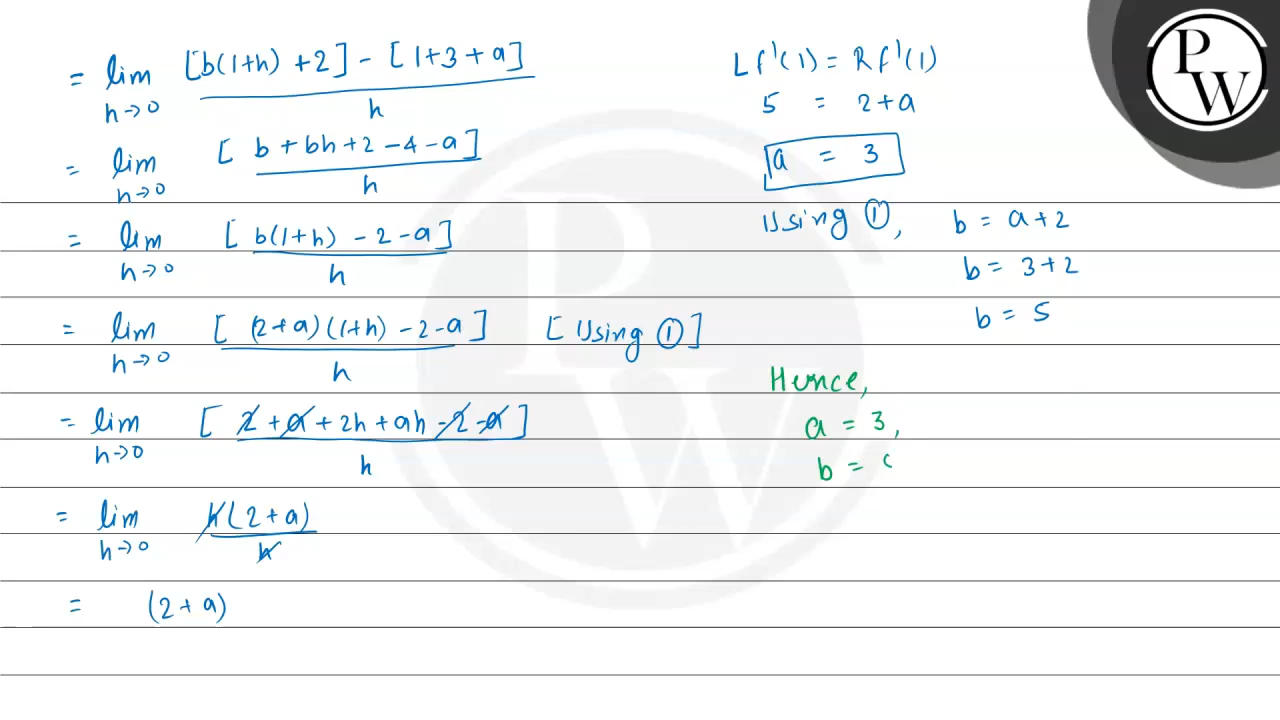 = lim h→0 [b(1+h) + 2] - [1+3+a] / h
= lim h→0 [b + bh + 2 - 4 - a] / h
= lim h→0 [b(1+h) - 2 - a] / h
= lim h→0 [(2+a)(1+h) - 2 - a] / h [Using ①]
= lim h→0 [2 + a + 2h + ah - 2 - a] / h
= lim h→0 h(2+a) / h
= (2+a)
Lf'(1) = Rf'(1)
5 = 2+a
a = 3
Using ①, b = a+2
b = 3+2
b = 5
Hence,
a = 3,
b =
PW
PW